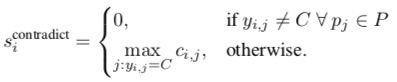 s_i^contradict = { 0, if y_{i,j} ≠ C ∀ p_j ∈ P
max_{j:y_{i,j}=C} c_{i,j}, otherwise.